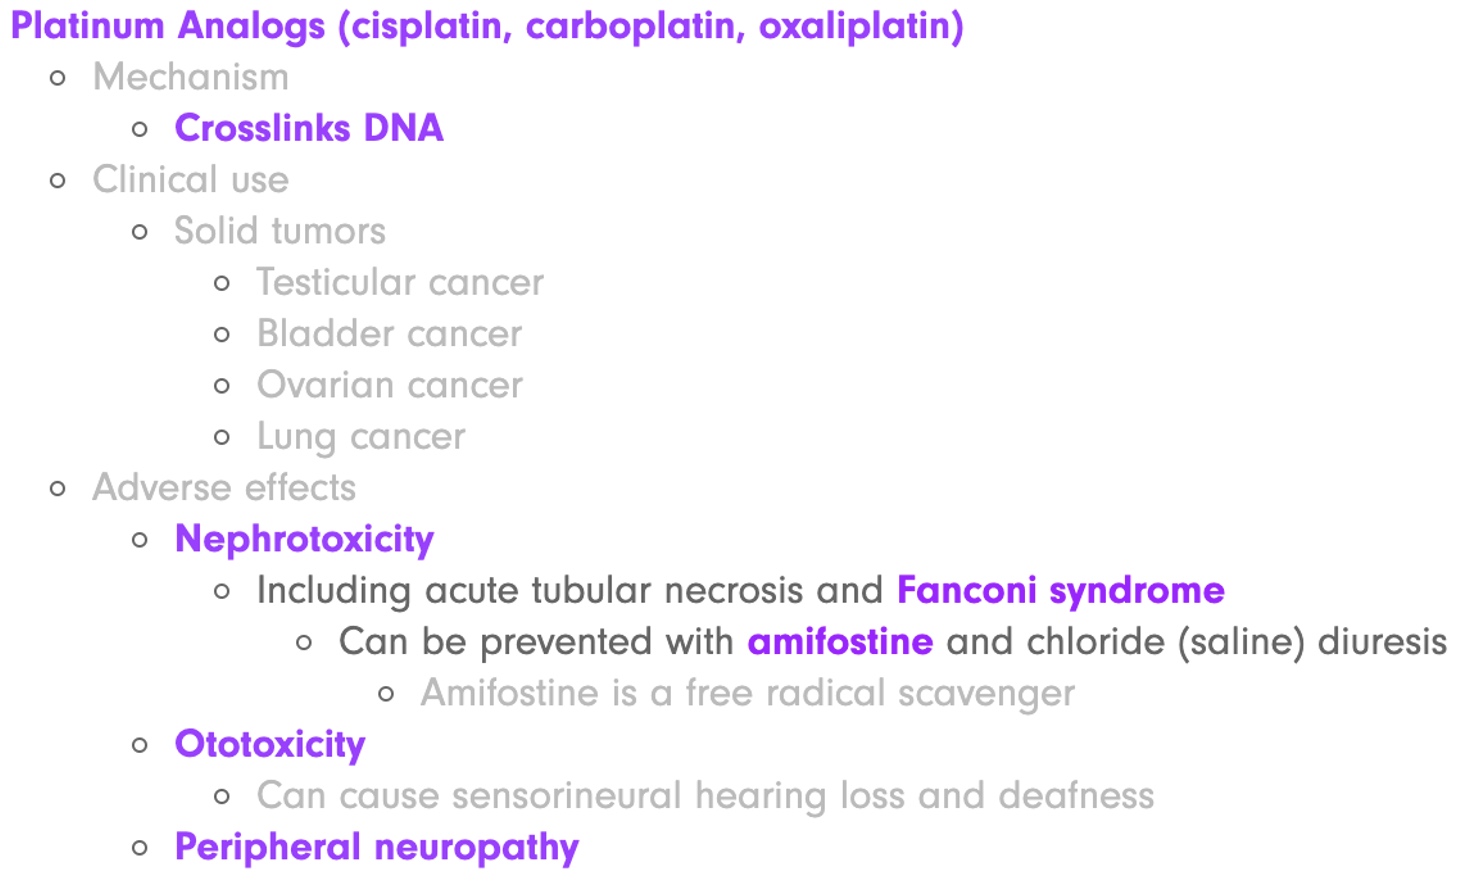 Platinum Analogs (cisplatin, carboplatin, oxaliplatin)
Mechanism
Crosslinks DNA
Clinical use
Solid tumors
Testicular cancer
Bladder cancer
Ovarian cancer
Lung cancer
Adverse effects
Nephrotoxicity
Including acute tubular necrosis and Fanconi syndrome
Can be prevented with amifostine and chloride (saline) diuresis
Amifostine is a free radical scavenger
Ototoxicity
Can cause sensorineural hearing loss and deafness
Peripheral neuropathy